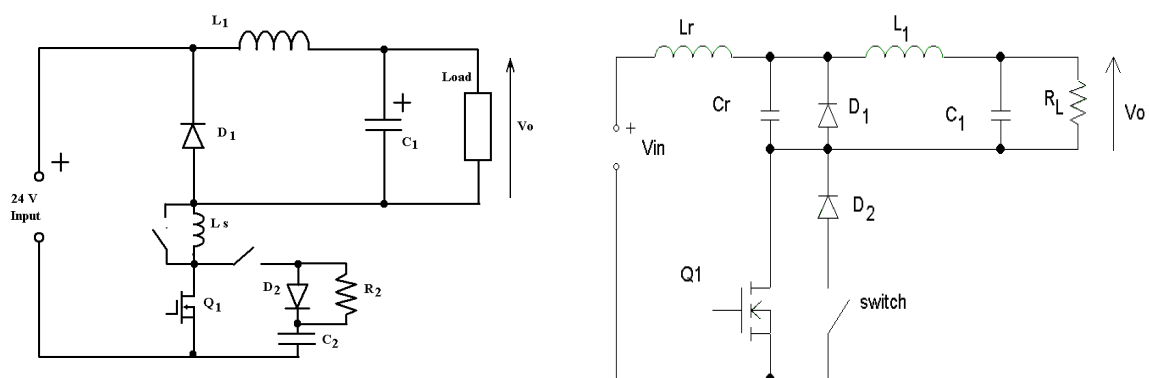 L1
+
24 V
Input
D1
+
C1
Load
Vo
Ls
Q1
D2
R2
C2
Lr
L1
+
Vin
Cr
D1
C1
RL
Vo
D2
Q1
switch